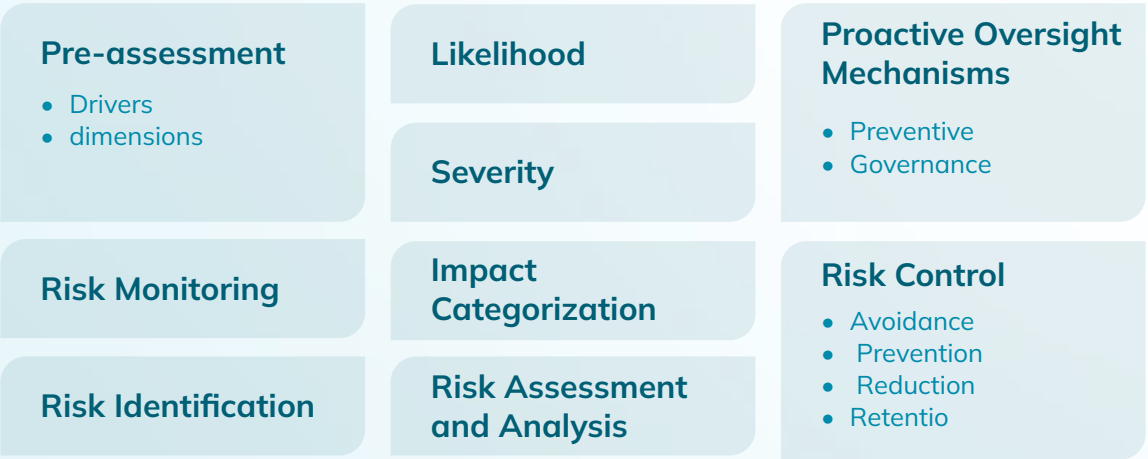 Pre-assessment
• Drivers
• dimensions
Risk Monitoring
Risk Identification
Likelihood
Severity
Impact
Categorization
Risk Assessment
and Analysis
Proactive Oversight
Mechanisms
• Preventive
• Governance
Risk Control
• Avoidance
• Prevention
• Reduction
• Retentio